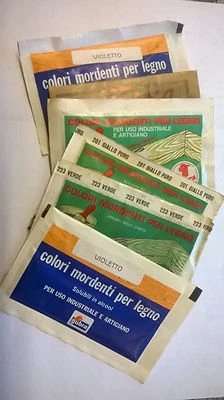 VIOLETTO
colori mordenti per legno
COLORI MORDENTI PER LEGNO
PER USO INDUSTRIALE
E ARTIGIANO
201 GIALLO PURO 201 GIALLO PURO
223 VERDE 223 VERDE 223 VERDE
COLORI MORDENTI PER LEGNO
VIOLETTO
colori mordenti per legno
Solubili in alcool
PER USO INDUSTRIALE E ARTIGIANO
gubra